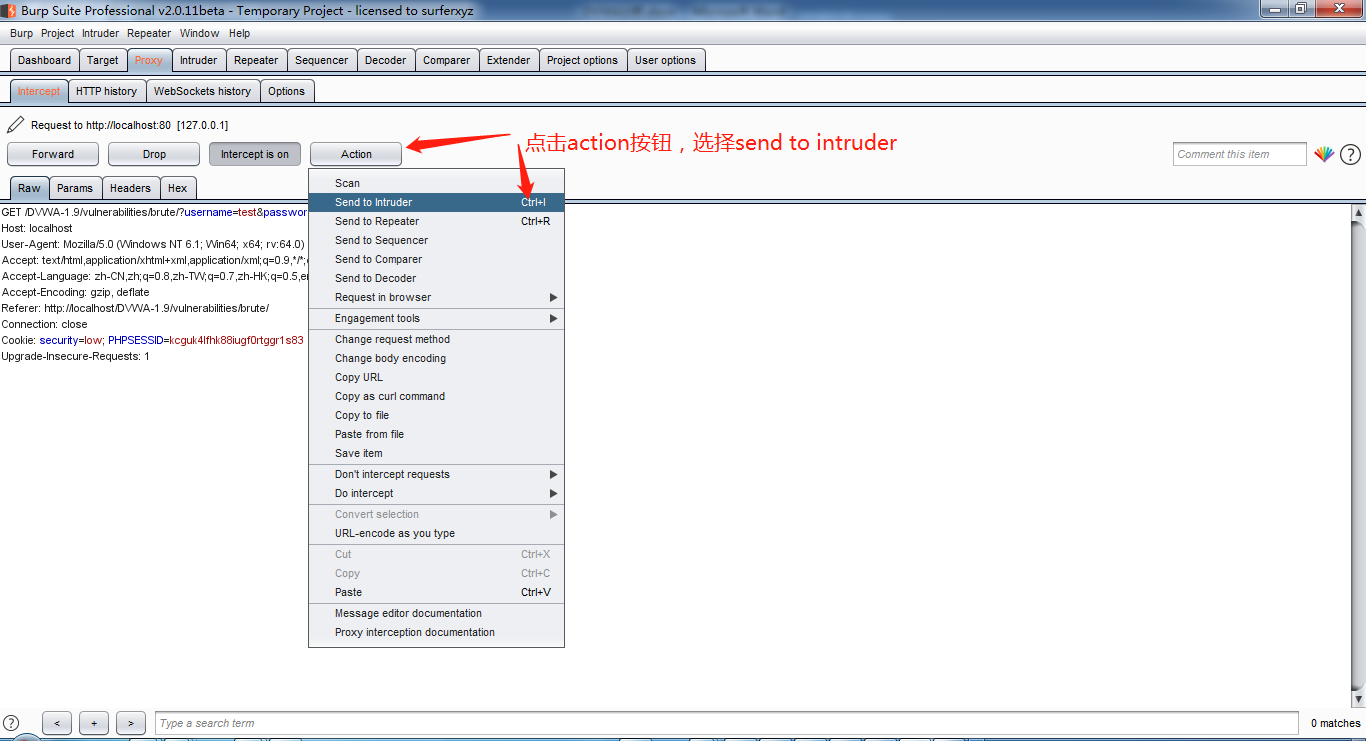 Burp Suite Professional v2.0.11beta - Temporary Project - licensed to surferxyz
Burp Project Intruder Repeater Window Help
Dashboard Target Proxy Intruder Repeater Sequencer Decoder Comparer Extender Project options User options
Intercept HTTP history WebSockets history Options
Request to http://localhost:80 [127.0.0.1]
点击action按钮，选择send to intruder
Forward Drop Intercept is on Action Comment this item ?
Raw Params Headers Hex
GET /DVWA-1.9/vulnerabilities/brute/?username=test&passwor
Host: localhost
User-Agent: Mozilla/5.0 (Windows NT 6.1; Win64; x64; rv:64.0)
Accept: text/html,application/xhtml+xml,application/xml;q=0.9,*/*;
Accept-Language: zh-CN,zh;q=0.8,zh-TW;q=0.7,zh-HK;q=0.5,e
Accept-Encoding: gzip, deflate
Referer: http://localhost/DVWA-1.9/vulnerabilities/brute/
Connection: close
Cookie: security=low; PHPSESSID=kcguk4lfhk88iugf0rtggr1s83
Upgrade-Insecure-Requests: 1
Scan
Send to Intruder Ctrl+I
Send to Repeater Ctrl+R
Send to Sequencer
Send to Comparer
Send to Decoder
Request in browser
Engagement tools
Change request method
Change body encoding
Copy URL
Copy as curl command
Copy to file
Paste from file
Save item
Don't intercept requests
Do intercept
Convert selection
URL-encode as you type
Cut Ctrl+X
Copy Ctrl+C
Paste Ctrl+V
Message editor documentation
Proxy interception documentation
? < + > Type a search term 0 matches